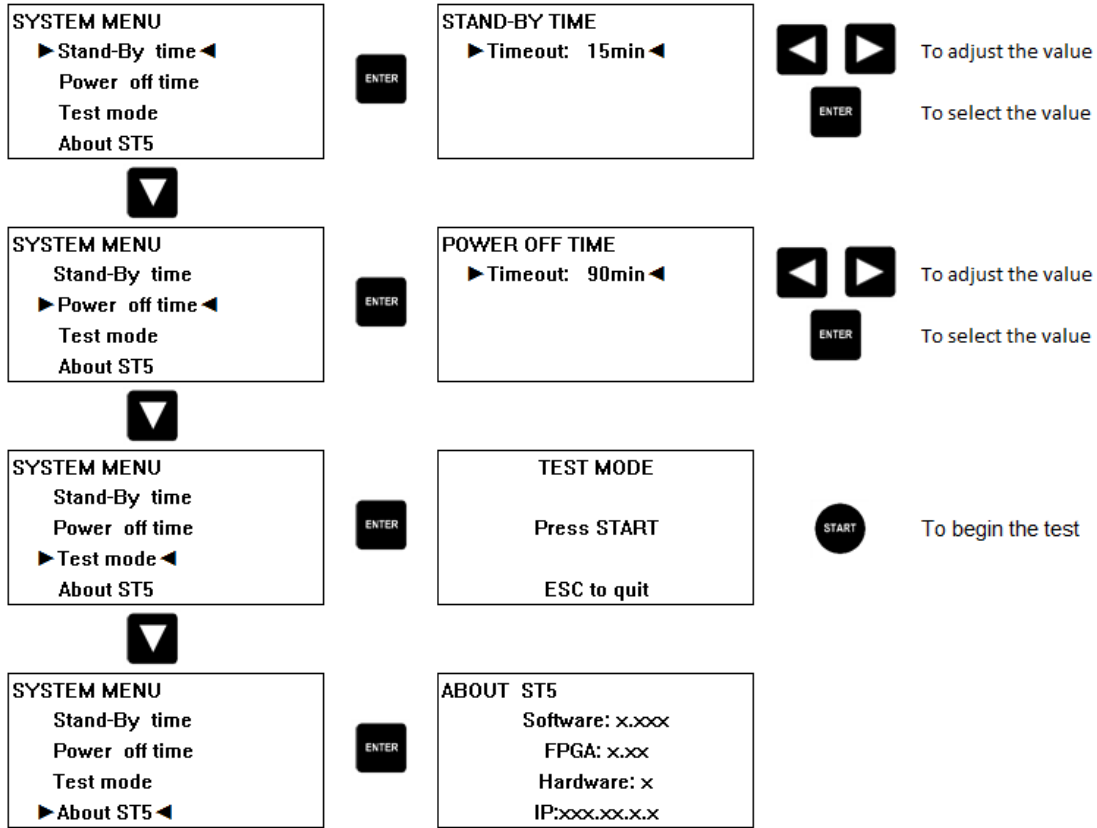 SYSTEM MENU
►Stand-By time◄
Power off time
Test mode
About ST5
ENTER
STAND-BY TIME
►Timeout: 15min◄
To adjust the value
ENTER
To select the value
SYSTEM MENU
Stand-By time
►Power off time◄
Test mode
About ST5
ENTER
POWER OFF TIME
►Timeout: 90min◄
To adjust the value
ENTER
To select the value
SYSTEM MENU
Stand-By time
Power off time
►Test mode◄
About ST5
ENTER
TEST MODE
Press START
ESC to quit
START
To begin the test
SYSTEM MENU
Stand-By time
Power off time
Test mode
►About ST5◄
ENTER
ABOUT ST5
Software: x.xxx
FPGA: x.xx
Hardware: x
IP:xxx.xx.x.x